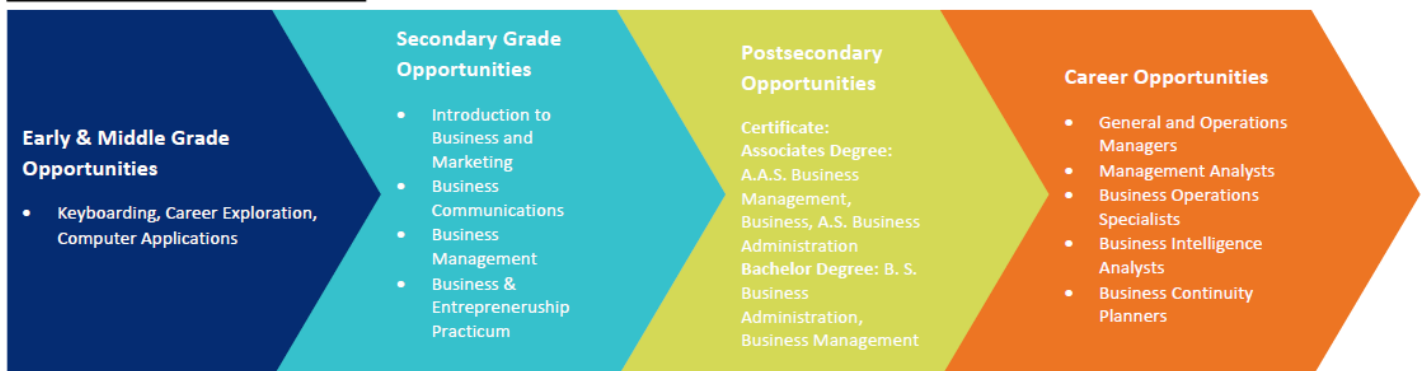 Early & Middle Grade
Opportunities
• Keyboarding, Career Exploration,
Computer Applications
Secondary Grade
Opportunities
• Introduction to
Business and
Marketing
• Business
Communications
• Business
Management
• Business &
Entrepreneruship
Practicum
Postsecondary
Opportunities
Certificate:
Associates Degree:
A.A.S. Business
Management,
Business, A.S. Business
Administration
Bachelor Degree: B. S.
Business
Administration,
Business Management
Career Opportunities
• General and Operations
Managers
• Management Analysts
• Business Operations
Specialists
• Business Intelligence
Analysts
• Business Continuity
Planners